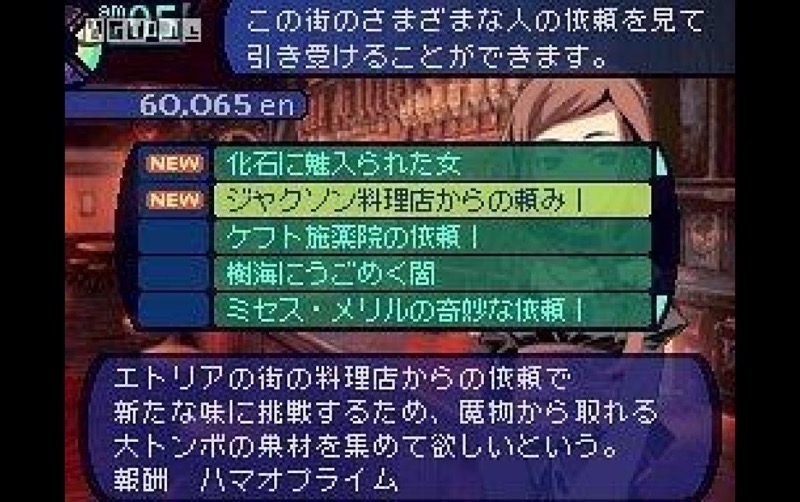 この街のさまざまな人の依頼を見て
引き受けることができます。
am
60,065 en
NEW 化石に魅入られた女
NEW ジャクソン料理店からの頼み I
ケフト施薬院の依頼 I
樹海にうごめく闇
ミセス・メリルの奇妙な依頼 I
エトリアの街の料理店からの依頼で
新たな味に挑戦するため、魔物から取れる
大トンボの集材を集めて欲しいという。
報酬 ハマオプライム